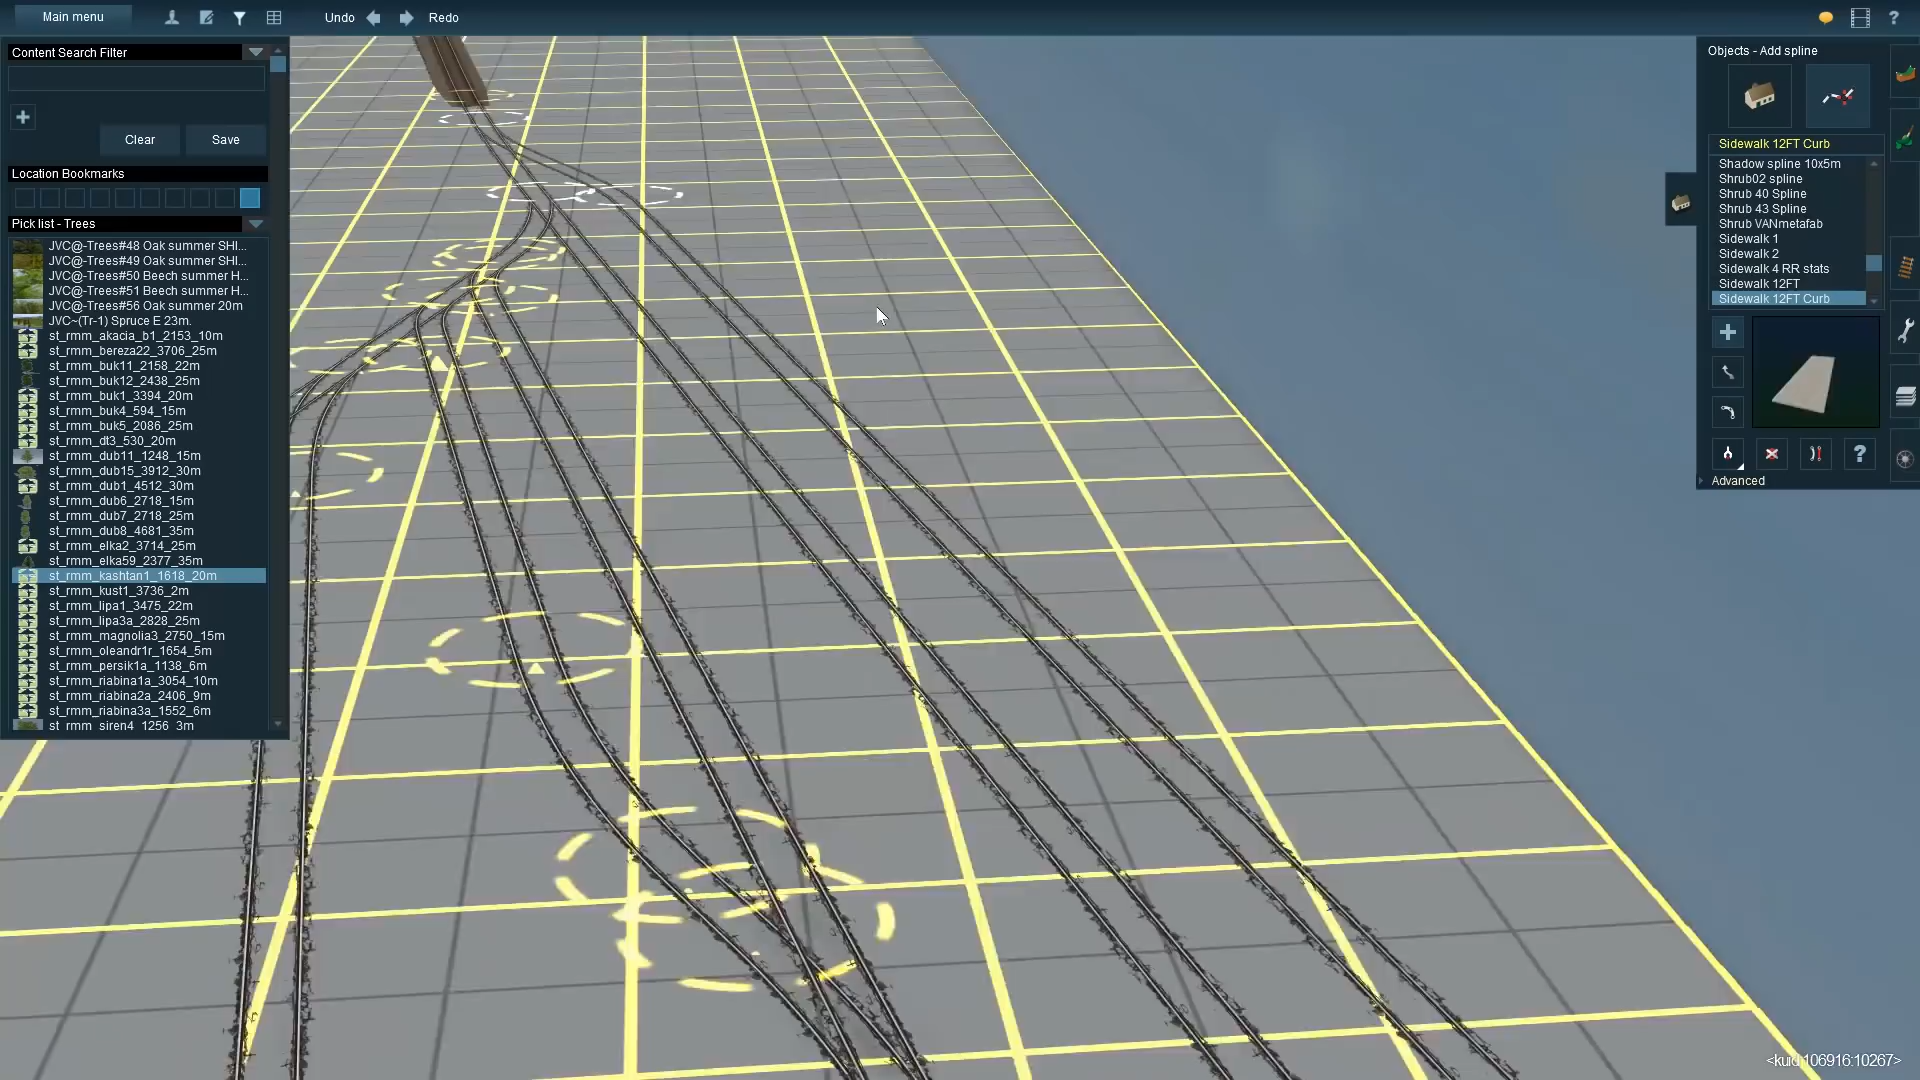 Main menu
Undo
Redo
?
Content Search Filter
Clear
Save
Location Bookmarks
Pick list - Trees
JVC@-Trees#48 Oak summer SHI...
JVC@-Trees#49 Oak summer SHI...
JVC@-Trees#50 Beech summer H...
JVC@-Trees#51 Beech summer H...
JVC@-Trees#56 Oak summer 20m
JVC~(Tr-1) Spruce E 23m.
st_rmm_akacia_b1_2153_10m
st_rmm_bereza22_3706_25m
st_rmm_buk11_2158_22m
st_rmm_buk12_2438_25m
st_rmm_buk1_3394_20m
st_rmm_buk4_594_15m
st_rmm_buk5_2086_25m
st_rmm_dt3_530_20m
st_rmm_dub11_1248_15m
st_rmm_dub15_3912_30m
st_rmm_dub1_4512_30m
st_rmm_dub6_2718_15m
st_rmm_dub7_2718_25m
st_rmm_dub8_4681_35m
st_rmm_elka2_3714_25m
st_rmm_elka59_2377_35m
st_rmm_kashtan1_1618_20m
st_rmm_kust1_3736_2m
st_rmm_lipa1_3475_22m
st_rmm_lipa3a_2828_25m
st_rmm_magnolia3_2750_15m
st_rmm_oleandr1r_1654_5m
st_rmm_persik1a_1138_6m
st_rmm_riabina1a_3054_10m
st_rmm_riabina2a_2406_9m
st_rmm_riabina3a_1552_6m
st_rmm_siren4_1256_3m
Objects - Add spline
Sidewalk 12FT Curb
Shadow spline 10x5m
Shrub02 spline
Shrub 40 Spline
Shrub 43 Spline
Shrub VANmetafab
Sidewalk 1
Sidewalk 2
Sidewalk 4 RR stats
Sidewalk 12FT
Sidewalk 12FT Curb
?
Advanced
<kuid:106916:10267>